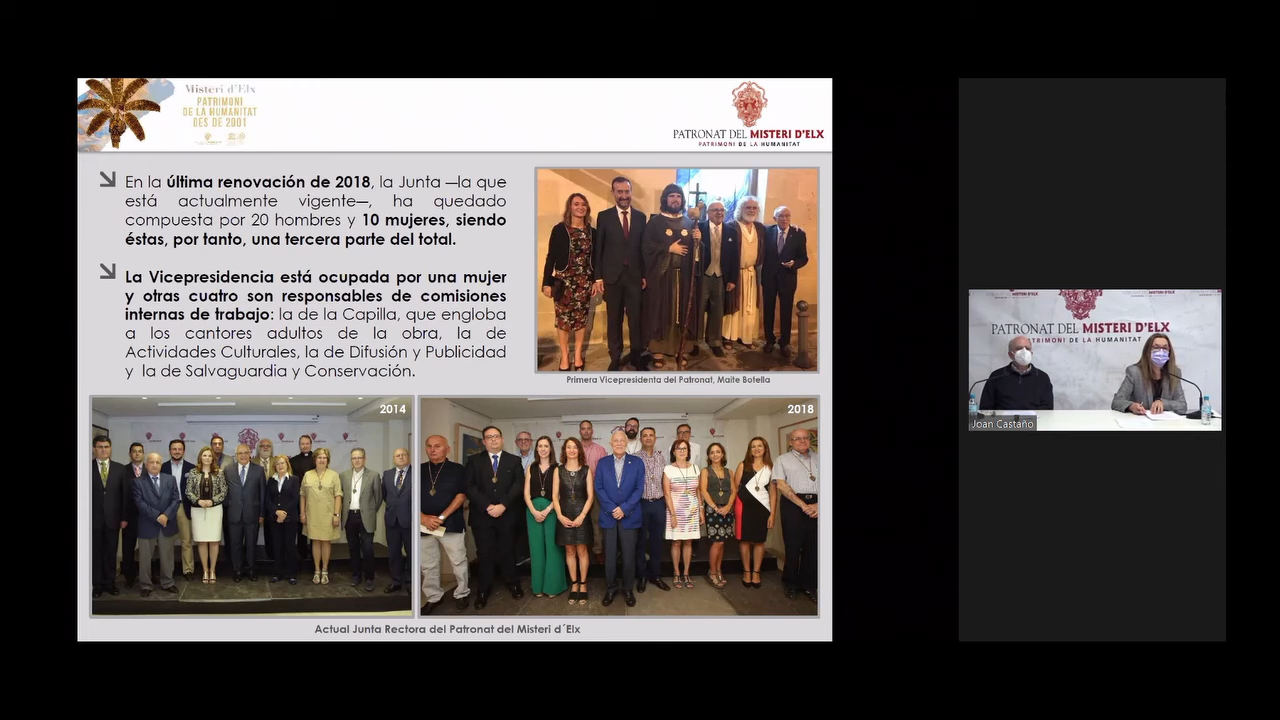 Misteri d'Elx
PATRIMONI
DE LA HUMANITAT
DES DE 2001
PATRONAT DEL MISTERI D'ELX
PATRIMONI DE LA HUMANITAT
En la última renovación de 2018, la Junta —la que
está actualmente vigente—, ha quedado
compuesta por 20 hombres y 10 mujeres, siendo
éstas, por tanto, una tercera parte del total.
La Vicepresidencia está ocupada por una mujer
y otras cuatro son responsables de comisiones
internas de trabajo: la de la Capilla, que engloba
a los cantores adultos de la obra, la de
Actividades Culturales, la de Difusión y Publicidad
y la de Salvaguardia y Conservación.
Primera Vicepresidenta del Patronat, Maite Botella
2014
2018
Actual Junta Rectora del Patronat del Misteri d´Elx
PATRONAT DEL MISTERI D'ELX
PATRIMONI DE LA HUMANITAT
Joan Castaño